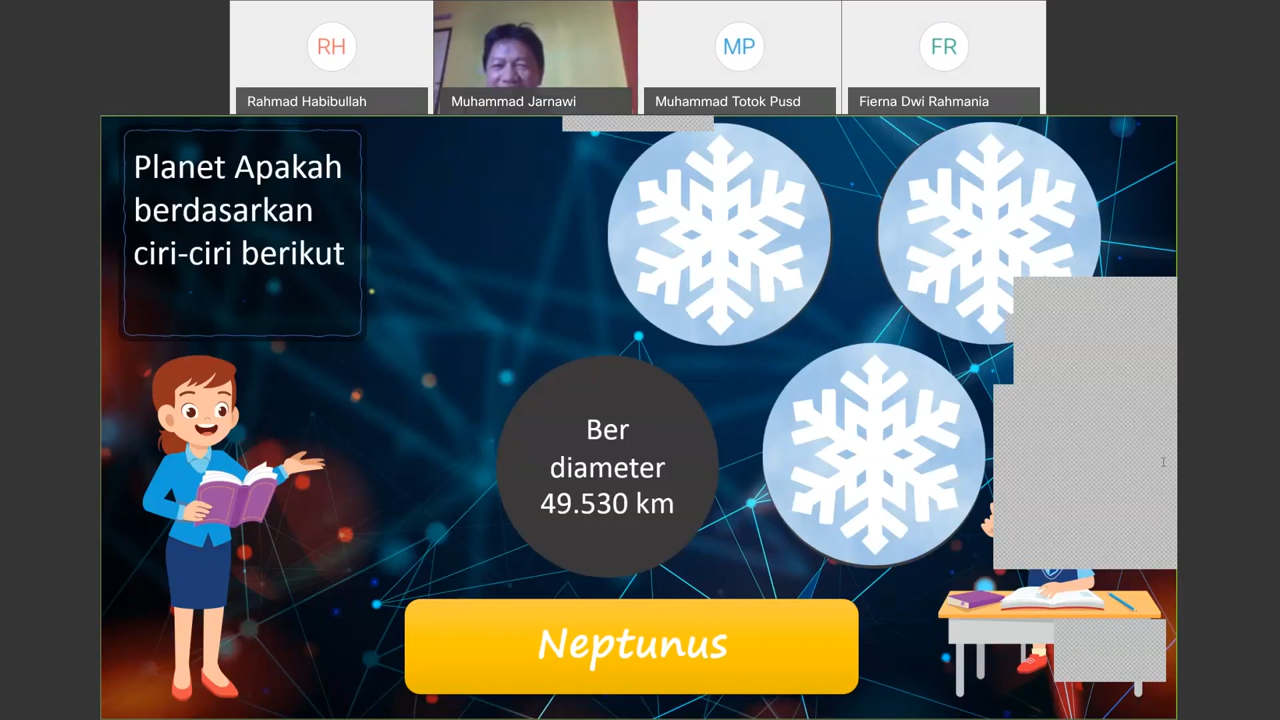 RH
MP
FR
Rahmad Habibullah
Muhammad Jarnawi
Muhammad Totok Pusd
Fierna Dwi Rahmania
Planet Apakah
berdasarkan
ciri-ciri berikut
Ber
diameter
49.530 km
Neptunus